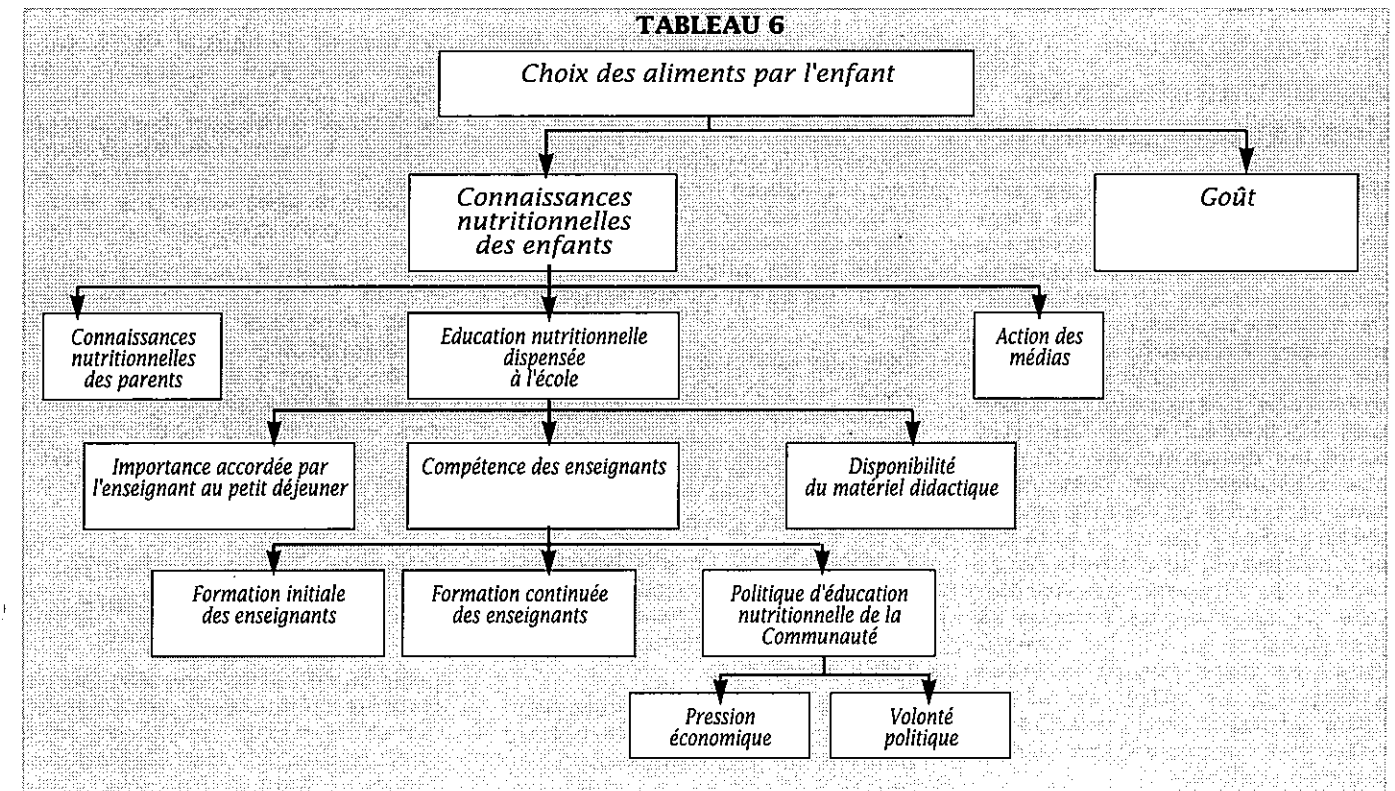 TABLEAU 6
Choix des aliments par l'enfant
Connaissances
nutritionnelles
des enfants
Goût
Connaissances
nutritionnelles
des parents
Education nutritionnelle
dispensée
à l'école
Action des
médias
Importance accordée par
l'enseignant au petit déjeuner
Compétence des enseignants
Disponibilité
du matériel didactique
Formation initiale
des enseignants
Formation continuée
des enseignants
Politique d'éducation
nutritionnelle de la
Communauté
Pression
économique
Volonté
politique